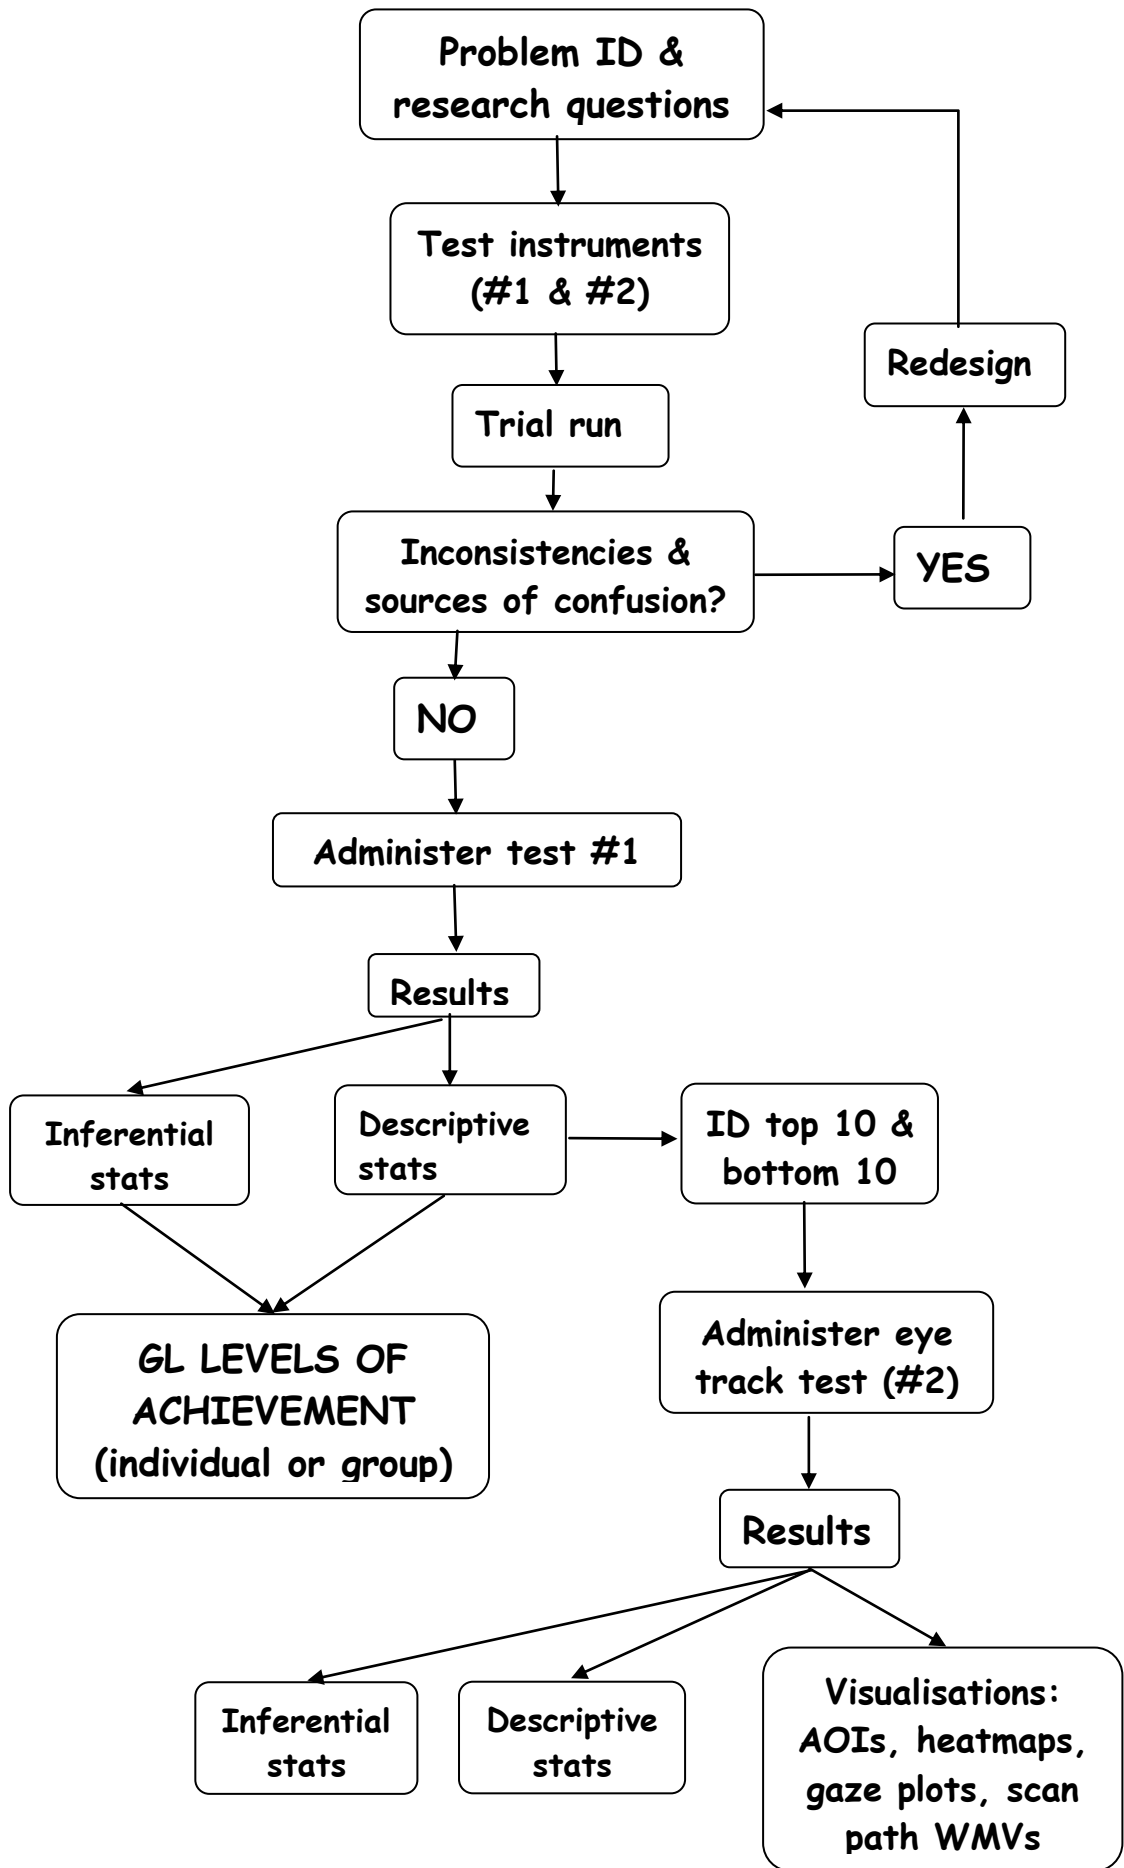 Problem ID &
research questions
Test instruments
(#1 & #2)
Redesign
Trial run
Inconsistencies &
sources of confusion?
YES
NO
Administer test #1
Results
Inferential
stats
Descriptive
stats
ID top 10 &
bottom 10
GL LEVELS OF
ACHIEVEMENT
(individual or group)
Administer eye
track test (#2)
Results
Inferential
stats
Descriptive
stats
Visualisations:
AOIs, heatmaps,
gaze plots, scan
path WMVs